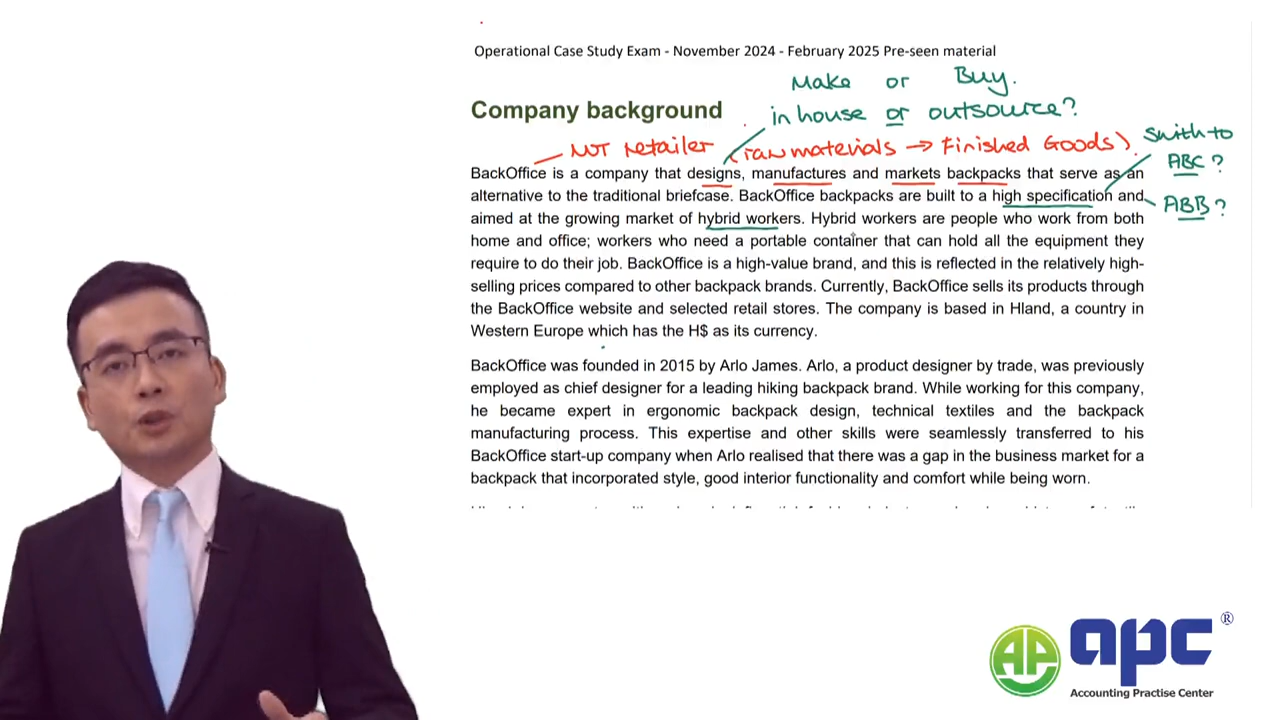 Operational Case Study Exam - November 2024 - February 2025 Pre-seen material
Make or Buy.
Company background
in house or outsource?
NOT retailer (raw materials → Finished Goods).
Swith to
ABC?
BackOffice is a company that designs, manufactures and markets backpacks that serve as an
alternative to the traditional briefcase. BackOffice backpacks are built to a high specification and
ABB?
aimed at the growing market of hybrid workers. Hybrid workers are people who work from both
home and office; workers who need a portable container that can hold all the equipment they
require to do their job. BackOffice is a high-value brand, and this is reflected in the relatively high-
selling prices compared to other backpack brands. Currently, BackOffice sells its products through
the BackOffice website and selected retail stores. The company is based in Hland, a country in
Western Europe which has the H$ as its currency.
BackOffice was founded in 2015 by Arlo James. Arlo, a product designer by trade, was previously
employed as chief designer for a leading hiking backpack brand. While working for this company,
he became expert in ergonomic backpack design, technical textiles and the backpack
manufacturing process. This expertise and other skills were seamlessly transferred to his
BackOffice start-up company when Arlo realised that there was a gap in the business market for a
backpack that incorporated style, good interior functionality and comfort while being worn.
AP apc ®
Accounting Practise Center